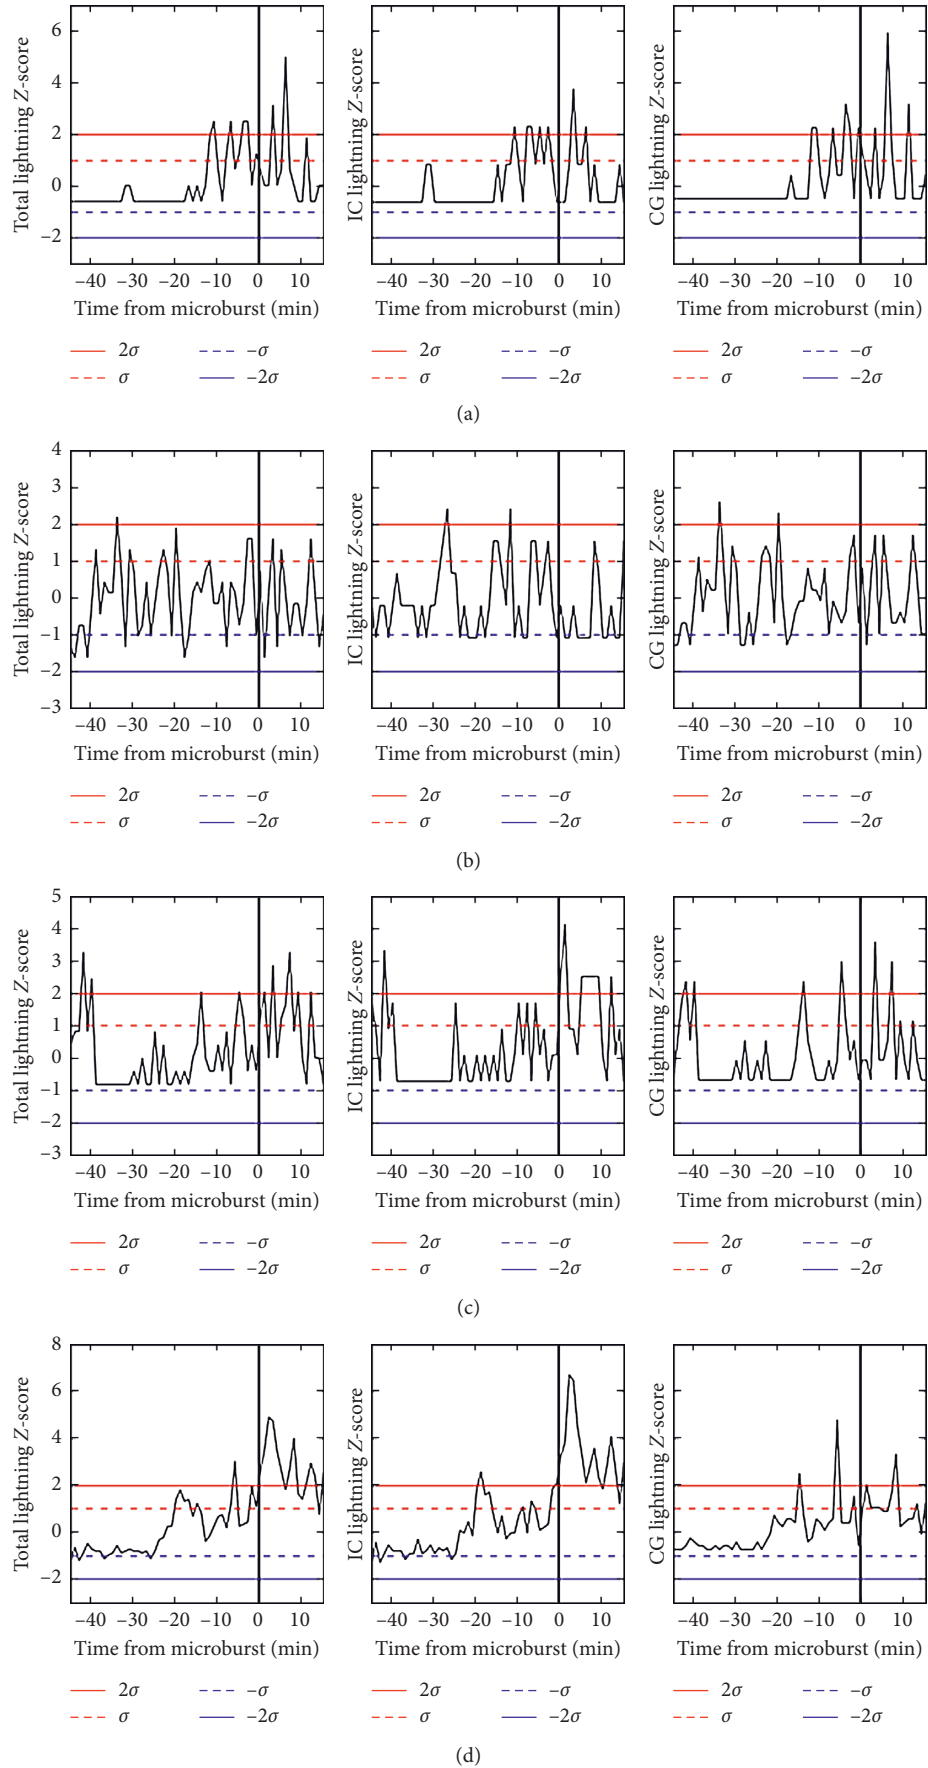 Total lightning Z-score
6
4
2
0
−2
−40 −30 −20 −10 0 10
Time from microburst (min)
2σ −σ
σ −2σ
IC lightning Z-score
−40 −30 −20 −10 0 10
Time from microburst (min)
2σ −σ
σ −2σ
CG lightning Z-score
−40 −30 −20 −10 0 10
Time from microburst (min)
2σ −σ
σ −2σ
(a)
Total lightning Z-score
4
3
2
1
0
−1
−2
−3
−40 −30 −20 −10 0 10
Time from microburst (min)
2σ −σ
σ −2σ
IC lightning Z-score
−40 −30 −20 −10 0 10
Time from microburst (min)
2σ −σ
σ −2σ
CG lightning Z-score
−40 −30 −20 −10 0 10
Time from microburst (min)
2σ −σ
σ −2σ
(b)
Total lightning Z-score
5
4
3
2
1
0
−1
−2
−3
−40 −30 −20 −10 0 10
Time from microburst (min)
2σ −σ
σ −2σ
IC lightning Z-score
−40 −30 −20 −10 0 10
Time from microburst (min)
2σ −σ
σ −2σ
CG lightning Z-score
−40 −30 −20 −10 0 10
Time from microburst (min)
2σ −σ
σ −2σ
(c)
Total lightning Z-score
8
6
4
2
0
−2
−40 −30 −20 −10 0 10
Time from microburst (min)
2σ −σ
σ −2σ
IC lightning Z-score
−40 −30 −20 −10 0 10
Time from microburst (min)
2σ −σ
σ −2σ
CG lightning Z-score
−40 −30 −20 −10 0 10
Time from microburst (min)
2σ −σ
σ −2σ
(d)